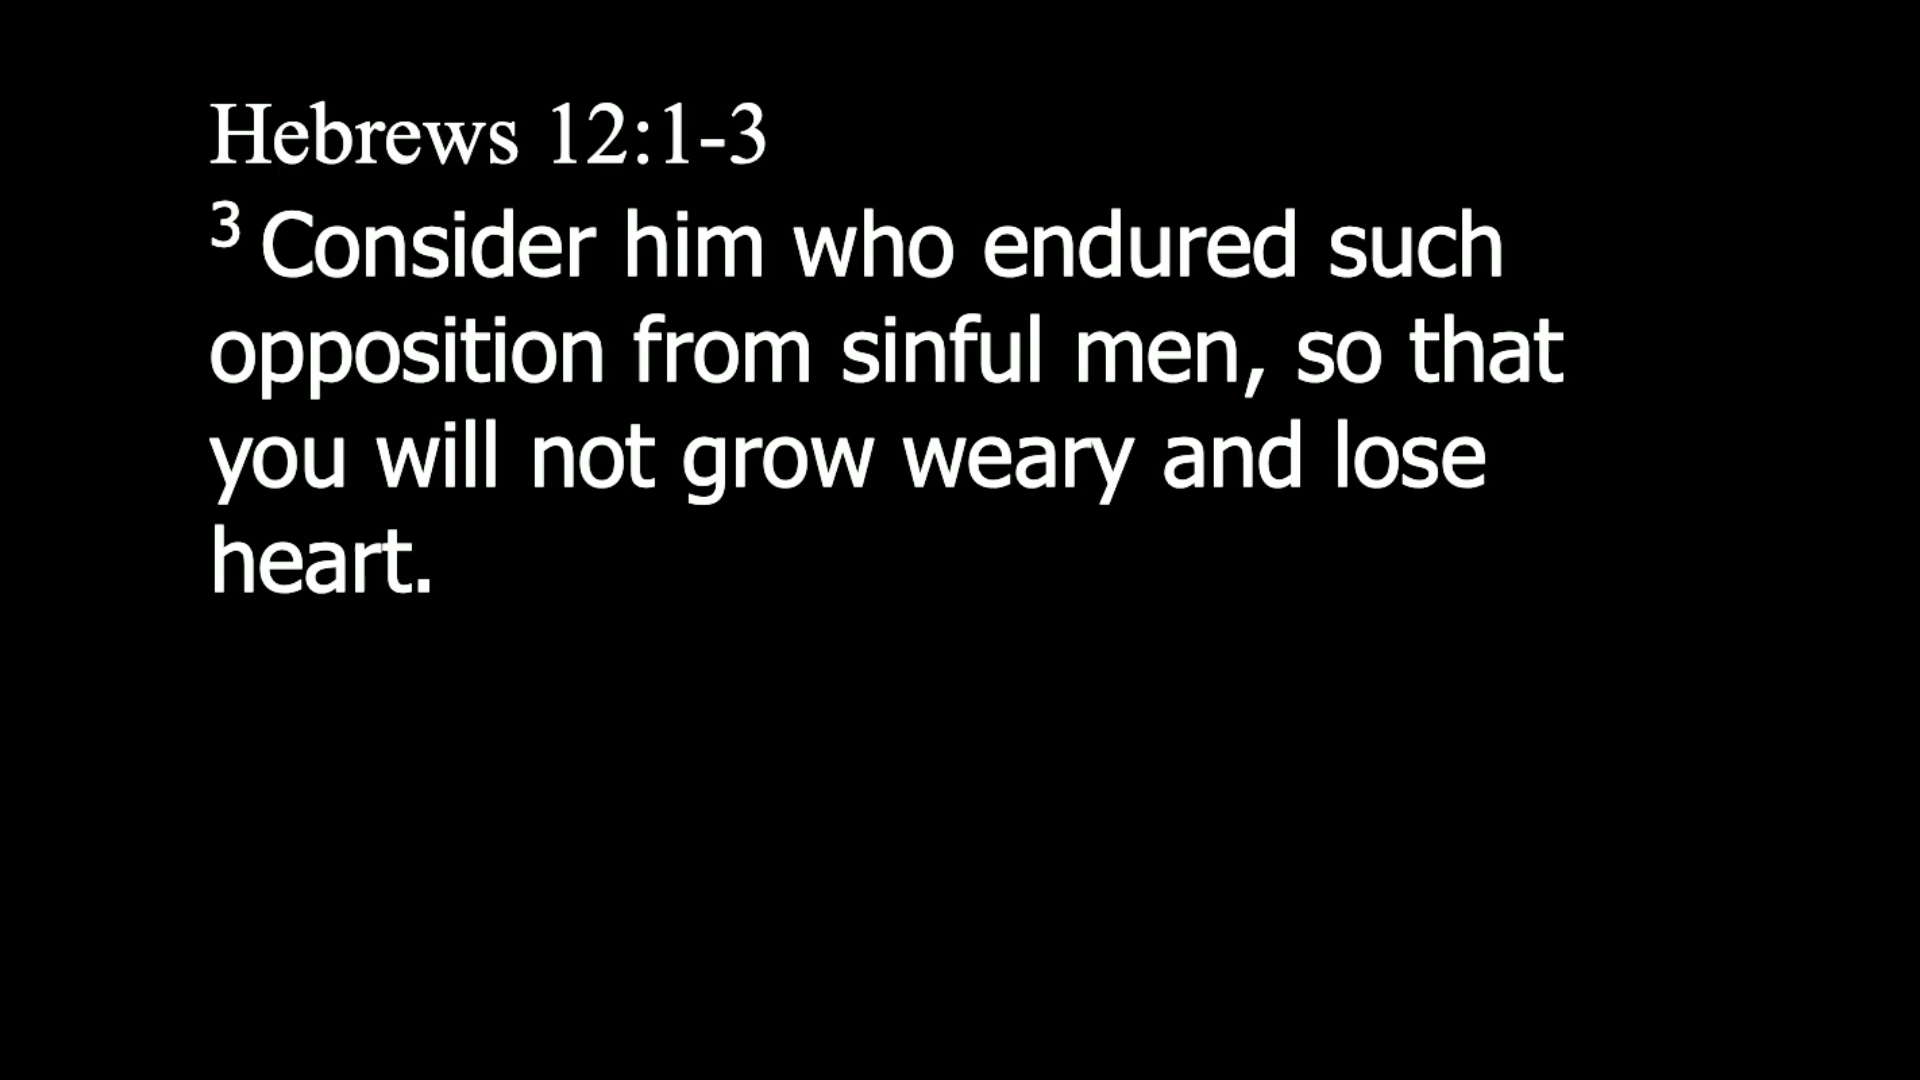 Hebrews 12:1-3
3 Consider him who endured such
opposition from sinful men, so that
you will not grow weary and lose
heart.